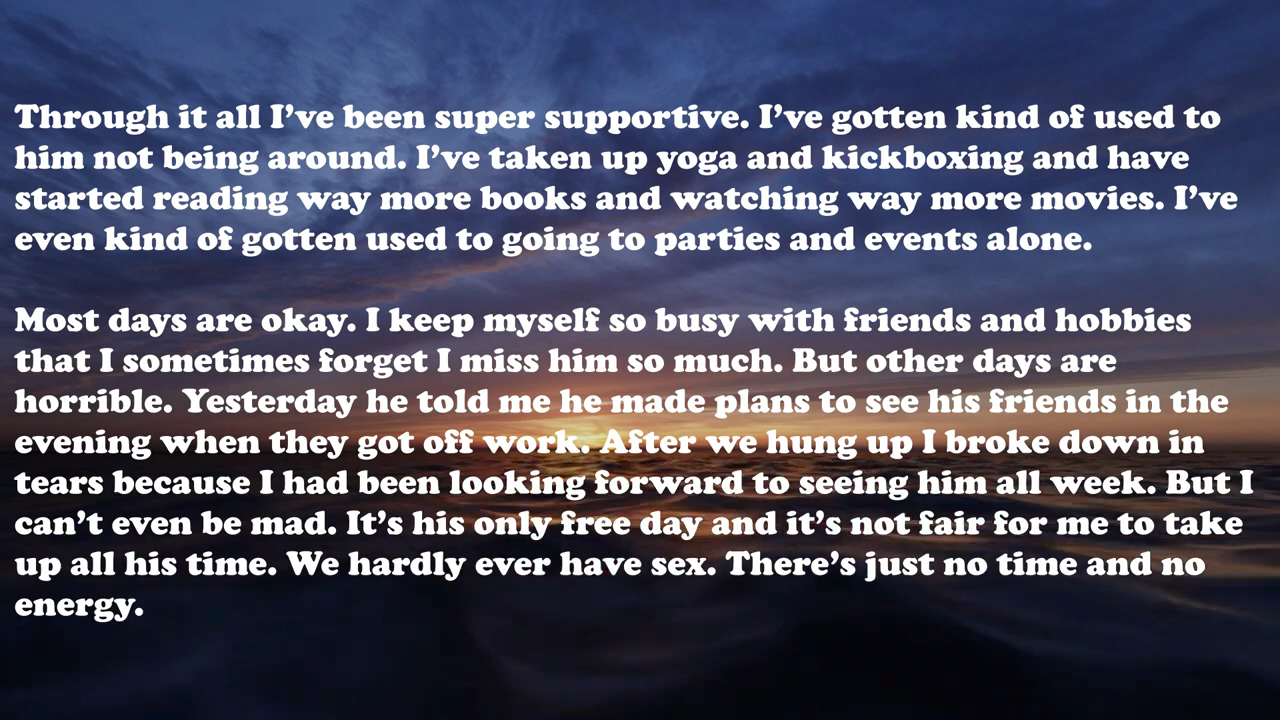 Through it all I’ve been super supportive. I’ve gotten kind of used to
him not being around. I’ve taken up yoga and kickboxing and have
started reading way more books and watching way more movies. I’ve
even kind of gotten used to going to parties and events alone.
Most days are okay. I keep myself so busy with friends and hobbies
that I sometimes forget I miss him so much. But other days are
horrible. Yesterday he told me he made plans to see his friends in the
evening when they got off work. After we hung up I broke down in
tears because I had been looking forward to seeing him all week. But I
can’t even be mad. It’s his only free day and it’s not fair for me to take
up all his time. We hardly ever have sex. There’s just no time and no
energy.